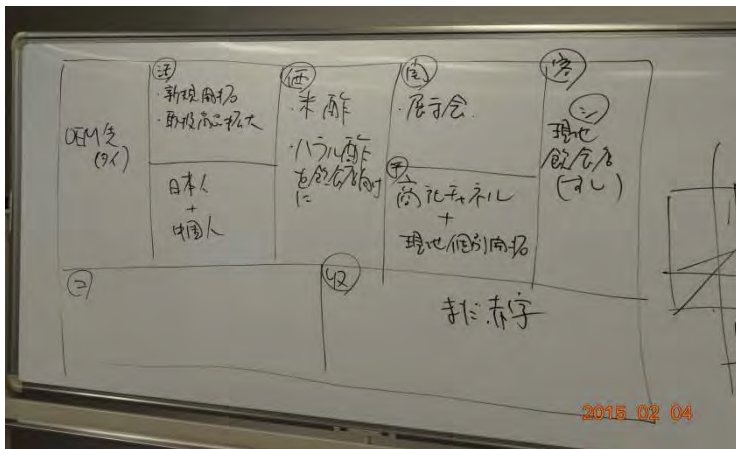 OEM先
(タイ)
活
・新規開拓
・取扱商品拡大
日本人
+
中国人
価
・米酢
・ハラル酢
を飲食店向け
に
関
・展示会
チ
商社チャネル
+
現地個別開拓
客
シ
現地
飲食店
(すし)
コ
収
まだ赤字
2015 02 04